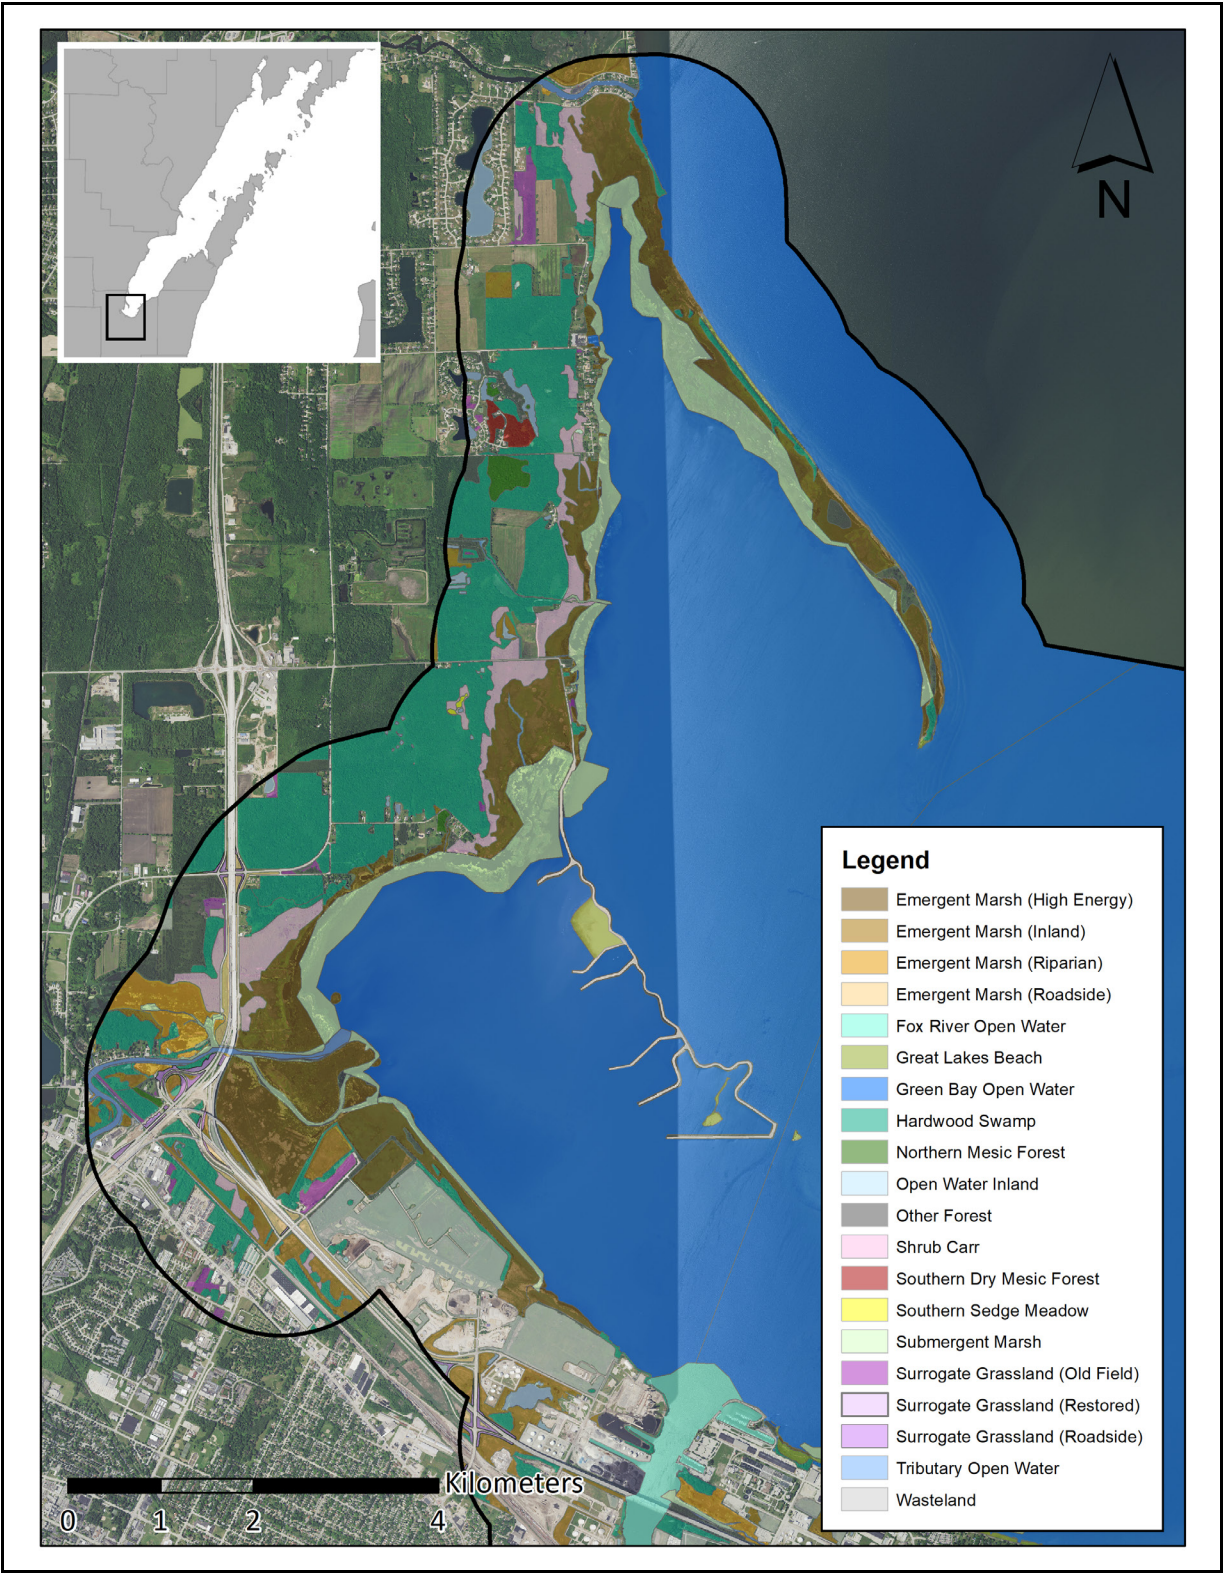 N
Legend
Emergent Marsh (High Energy)
Emergent Marsh (Inland)
Emergent Marsh (Riparian)
Emergent Marsh (Roadside)
Fox River Open Water
Great Lakes Beach
Green Bay Open Water
Hardwood Swamp
Northern Mesic Forest
Open Water Inland
Other Forest
Shrub Carr
Southern Dry Mesic Forest
Southern Sedge Meadow
Submergent Marsh
Surrogate Grassland (Old Field)
Surrogate Grassland (Restored)
Surrogate Grassland (Roadside)
Tributary Open Water
Wasteland
Kilometers
0 1 2 4